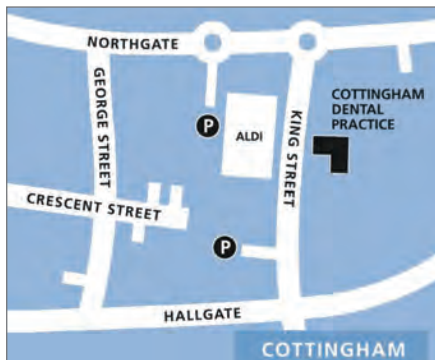 NORTHGATE
GEORGE STREET
P
ALDI
KING STREET
COTTINGHAM
DENTAL
PRACTICE
CRESCENT STREET
P
HALLGATE
COTTINGHAM